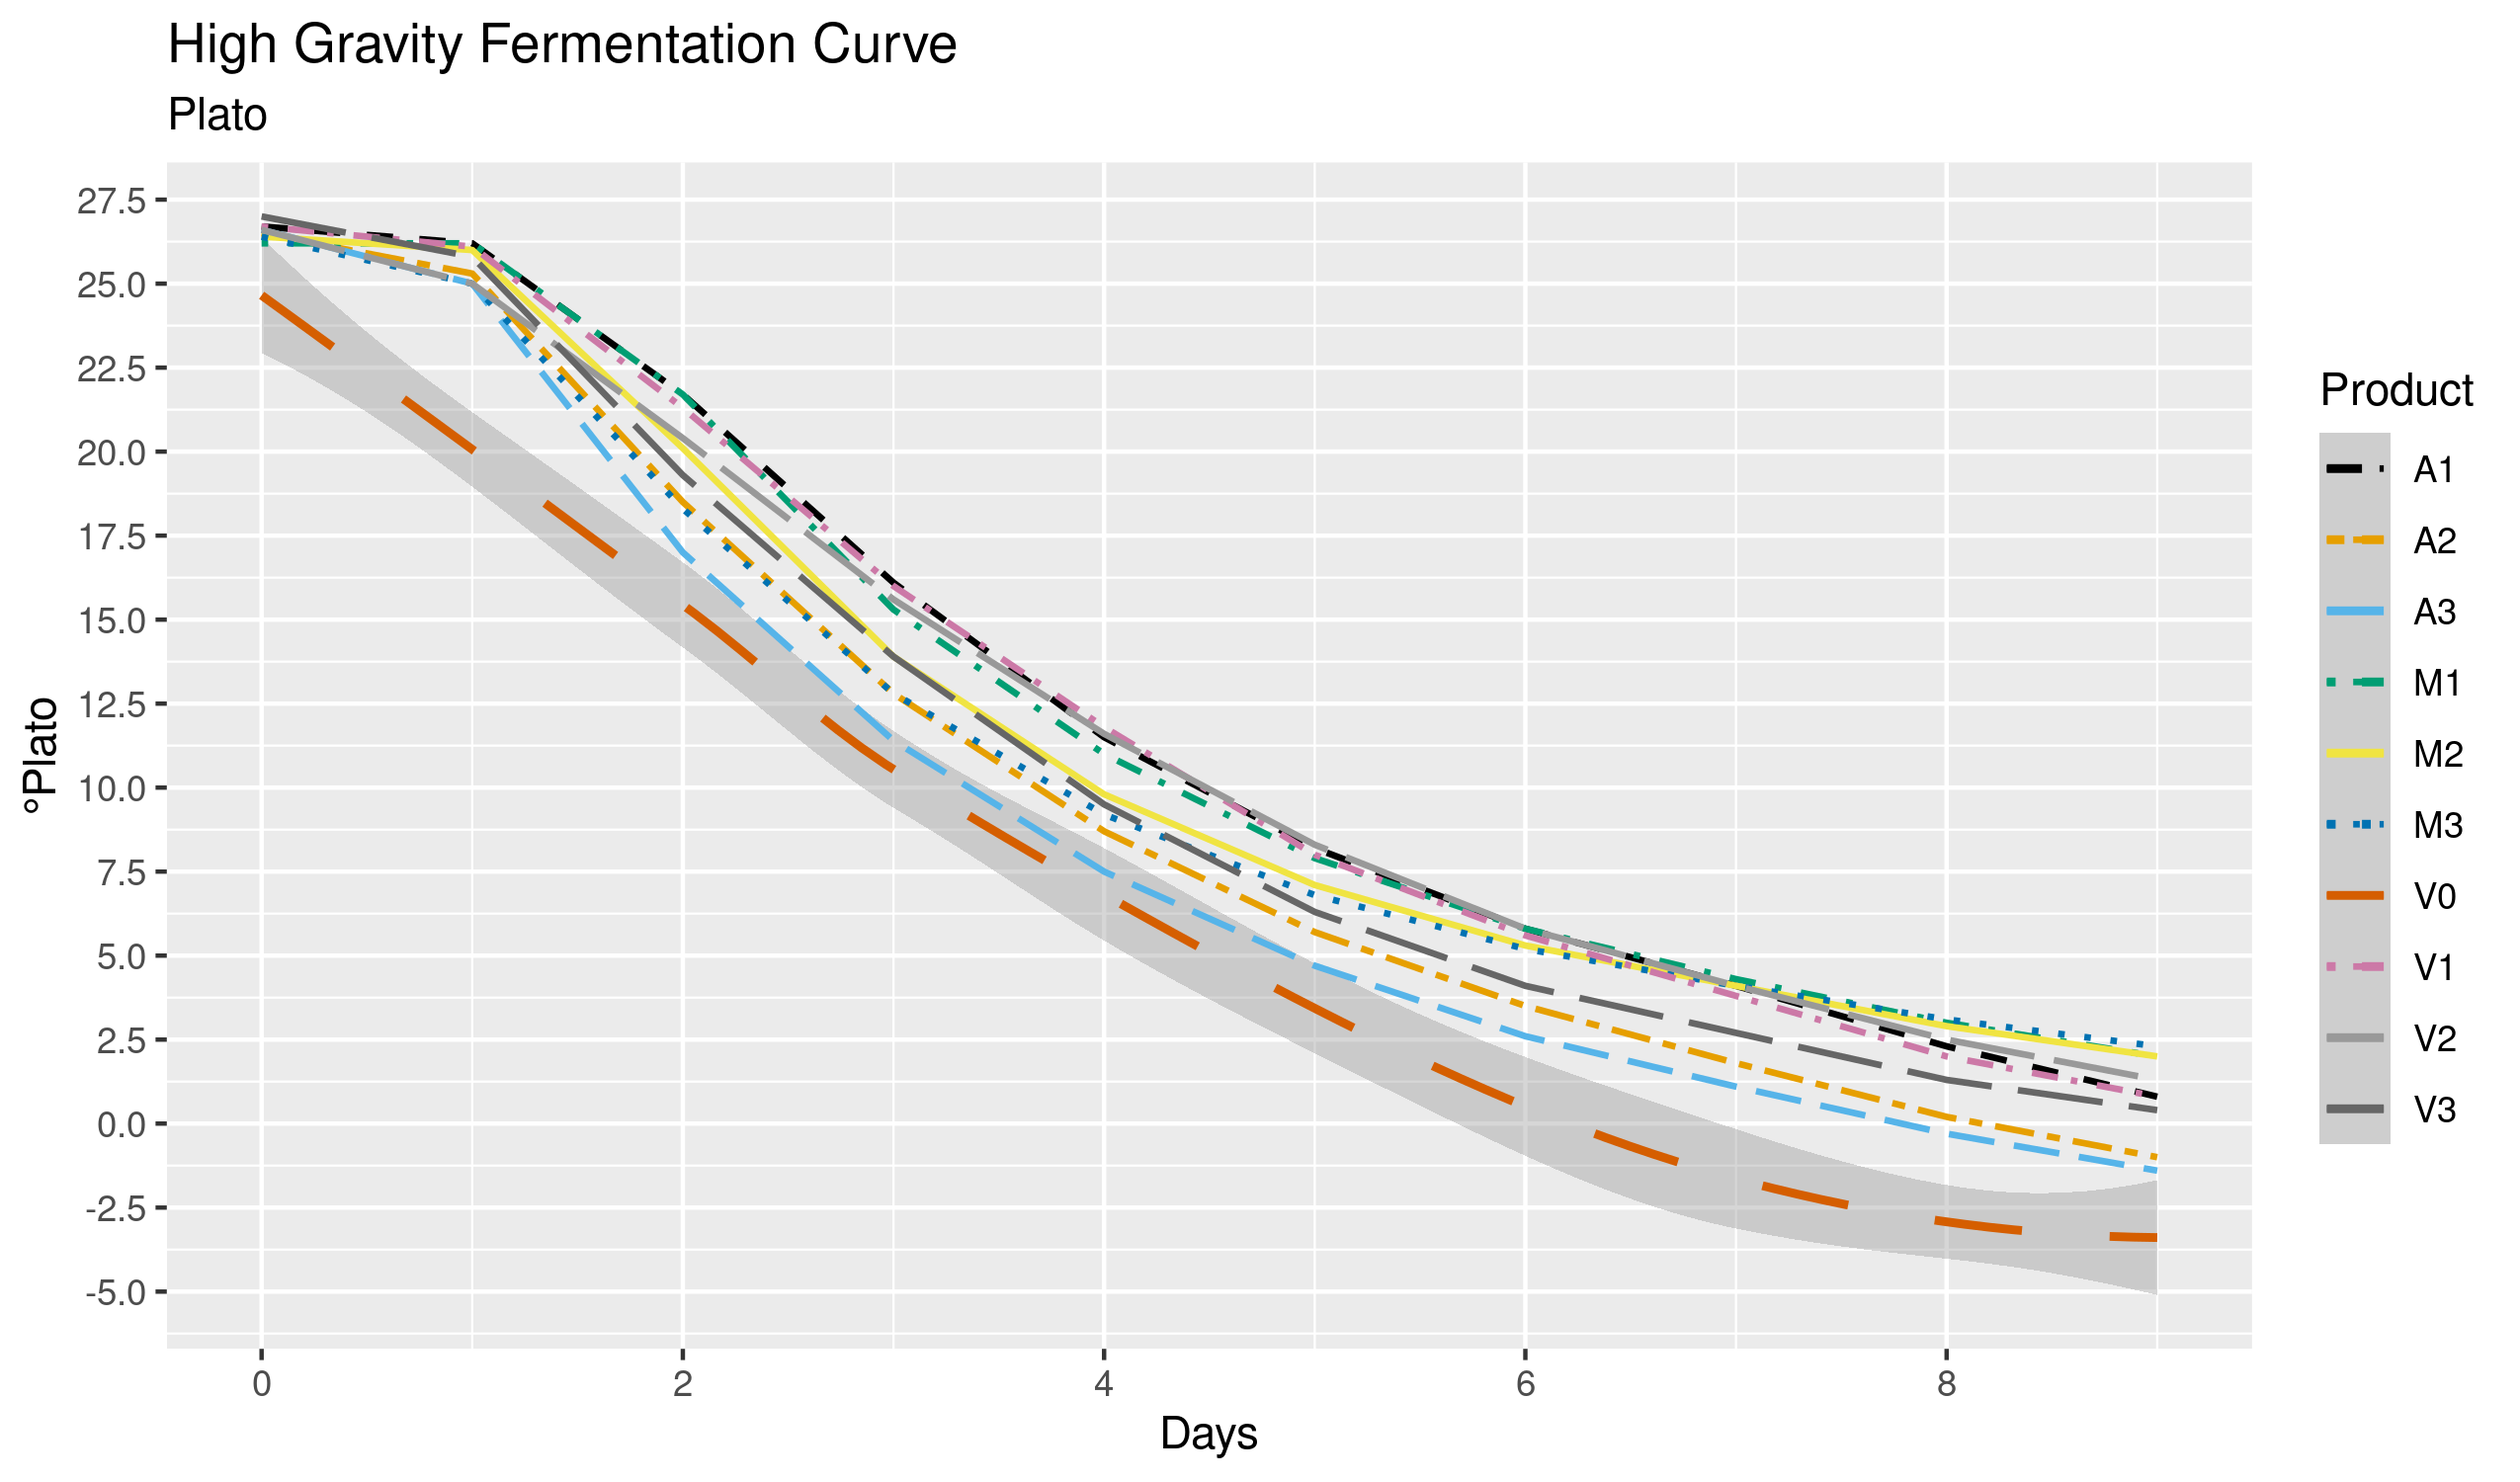 High Gravity Fermentation Curve
Plato
27.5
25.0
22.5
20.0
17.5
15.0
12.5
10.0
7.5
5.0
2.5
0.0
-2.5
-5.0
°Plato
0
2
4
6
8
Days
Product
A1
A2
A3
M1
M2
M3
V0
V1
V2
V3